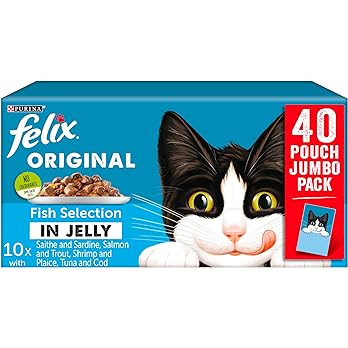 PURINA
felix
ORIGINAL
NO
COLOURANTS
Fish Selection
IN JELLY
10x
with
Saithe and Sardine, Salmon
and Trout, Shrimp and
Plaice, Tuna and Cod
40
POUCH
JUMBO
PACK